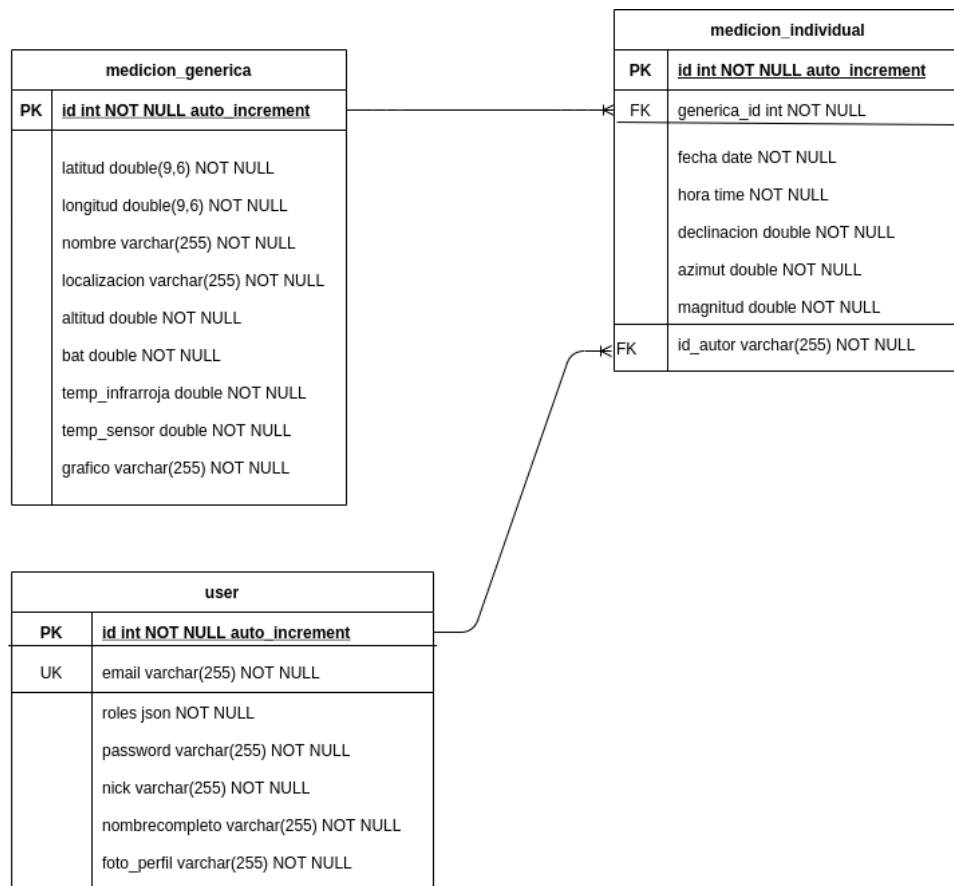 medicion_generica
PK id int NOT NULL auto_increment
latitud double(9,6) NOT NULL
longitud double(9,6) NOT NULL
nombre varchar(255) NOT NULL
localizacion varchar(255) NOT NULL
altitud double NOT NULL
bat double NOT NULL
temp_infrarroja double NOT NULL
temp_sensor double NOT NULL
grafico varchar(255) NOT NULL
medicion_individual
PK id int NOT NULL auto_increment
FK generica_id int NOT NULL
fecha date NOT NULL
hora time NOT NULL
declinacion double NOT NULL
azimut double NOT NULL
magnitud double NOT NULL
FK id_autor varchar(255) NOT NULL
user
PK id int NOT NULL auto_increment
UK email varchar(255) NOT NULL
roles json NOT NULL
password varchar(255) NOT NULL
nick varchar(255) NOT NULL
nombrecompleto varchar(255) NOT NULL
foto_perfil varchar(255) NOT NULL